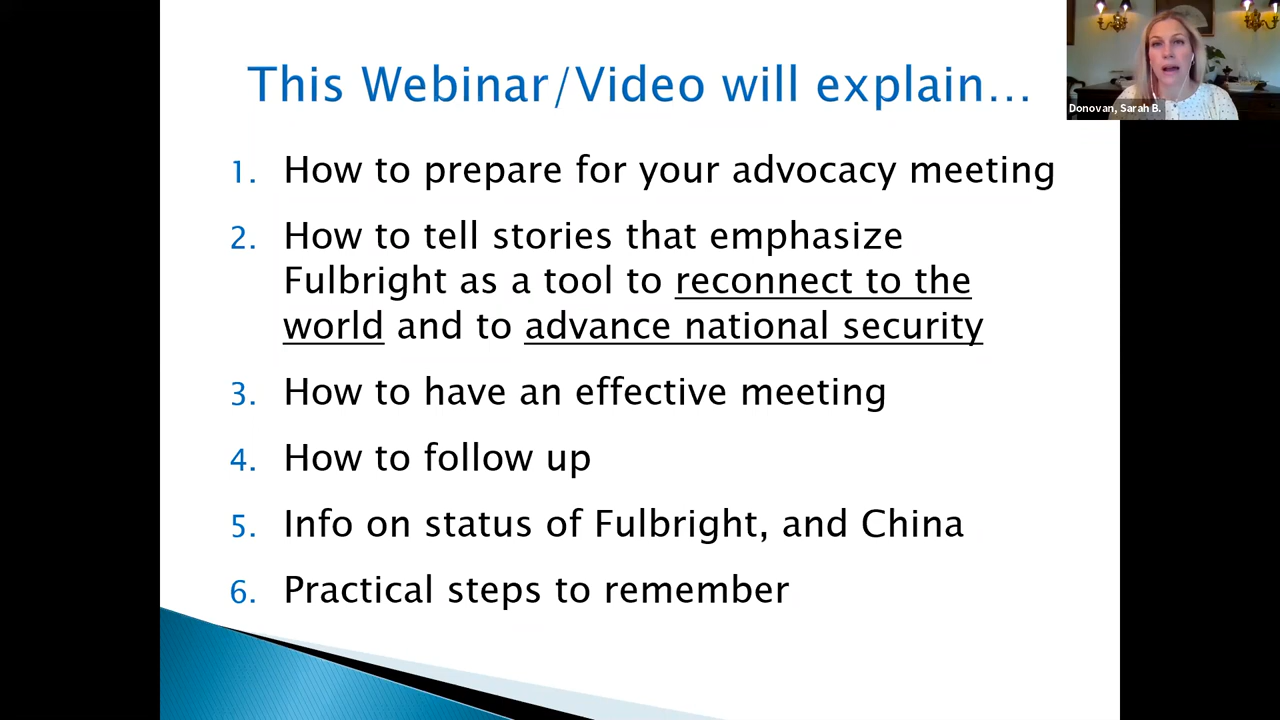 This Webinar/Video will explain...
Donovan, Sarah B.
1. How to prepare for your advocacy meeting
2. How to tell stories that emphasize
Fulbright as a tool to reconnect to the
world and to advance national security
3. How to have an effective meeting
4. How to follow up
5. Info on status of Fulbright, and China
6. Practical steps to remember